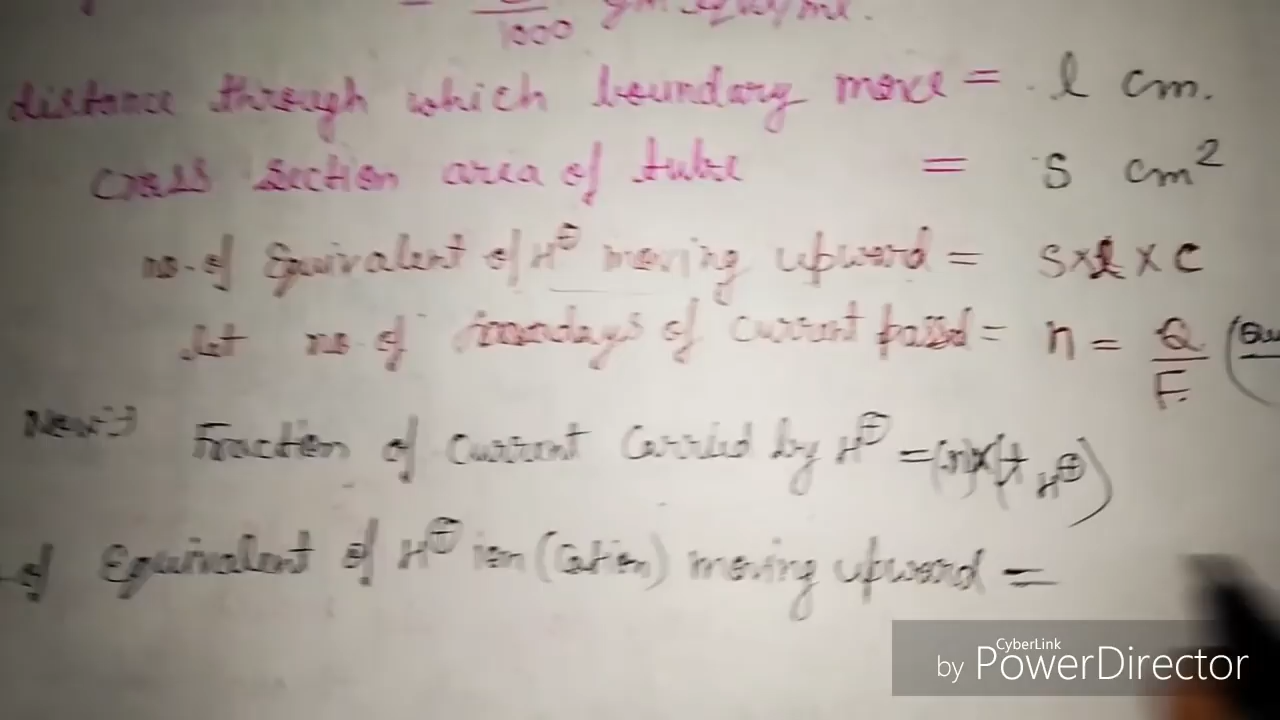 = 1000 gm
distance through which boundary move = l cm.
cross section area of tube = S cm²
no. of Equivalent of H⊕ moving upward = S×l×c
Let no. of faradays of current passed = n = Q/F.
Now⇒ Fraction of current carried by H⊕ = (n)×(t H⊕)
of Equivalent of H⊕ ion (Cation) moving upward =
CyberLink
by PowerDirector